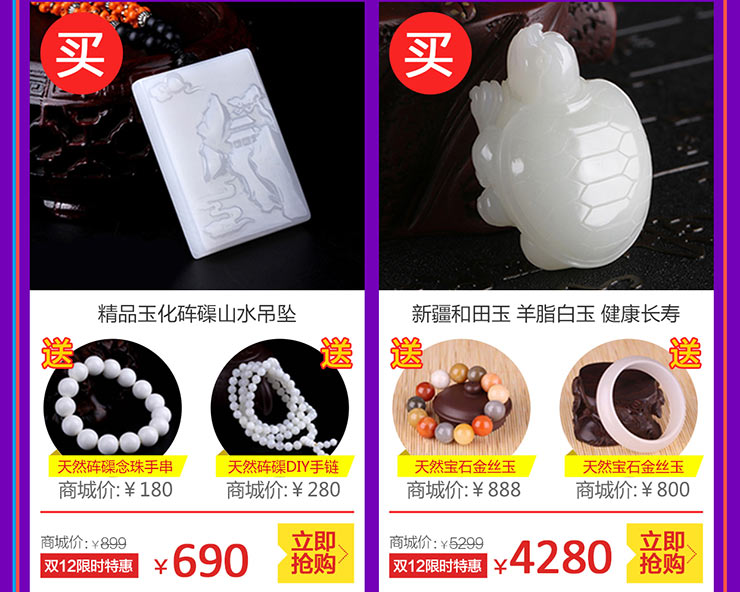 买
精品玉化砗磲山水吊坠
送
送
天然砗磲念珠手串
天然砗磲DIY手链
商城价:￥180
商城价:￥280
商城价:￥899
双12限时特惠
￥690
立即
抢购
买
新疆和田玉 羊脂白玉 健康长寿
送
送
天然宝石金丝玉
天然宝石金丝玉
商城价:￥888
商城价:￥800
商城价:￥5299
双12限时特惠
￥4280
立即
抢购